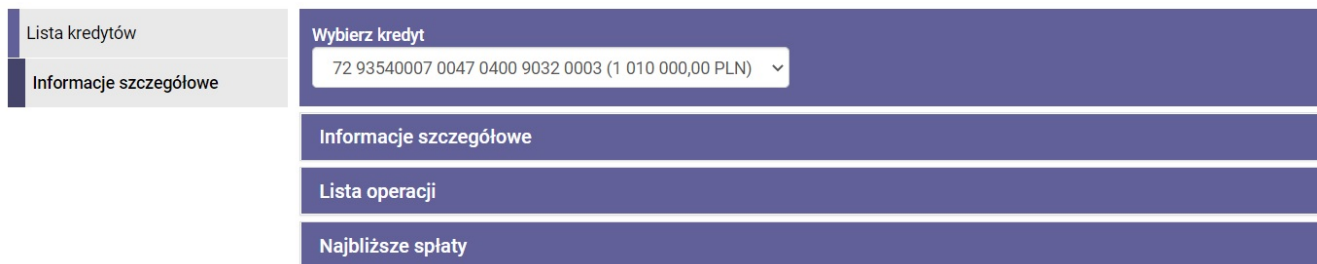 Lista kredytów
Informacje szczegółowe
Wybierz kredyt
72 93540007 0047 0400 9032 0003 (1 010 000,00 PLN)
Informacje szczegółowe
Lista operacji
Najbliższe spłaty